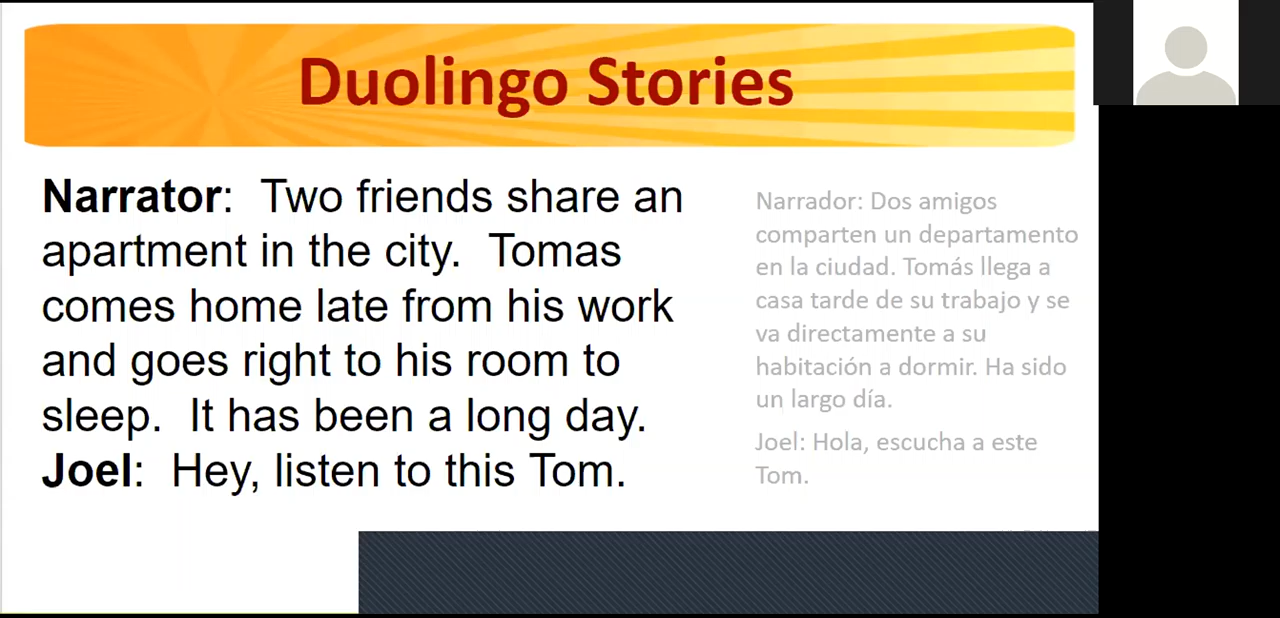 Duolingo Stories
Narrator: Two friends share an
apartment in the city. Tomas
comes home late from his work
and goes right to his room to
sleep. It has been a long day.
Joel: Hey, listen to this Tom.
Narrador: Dos amigos
comparten un departamento
en la ciudad. Tomás llega a
casa tarde de su trabajo y se
va directamente a su
habitación a dormir. Ha sido
un largo día.
Joel: Hola, escucha a este
Tom.